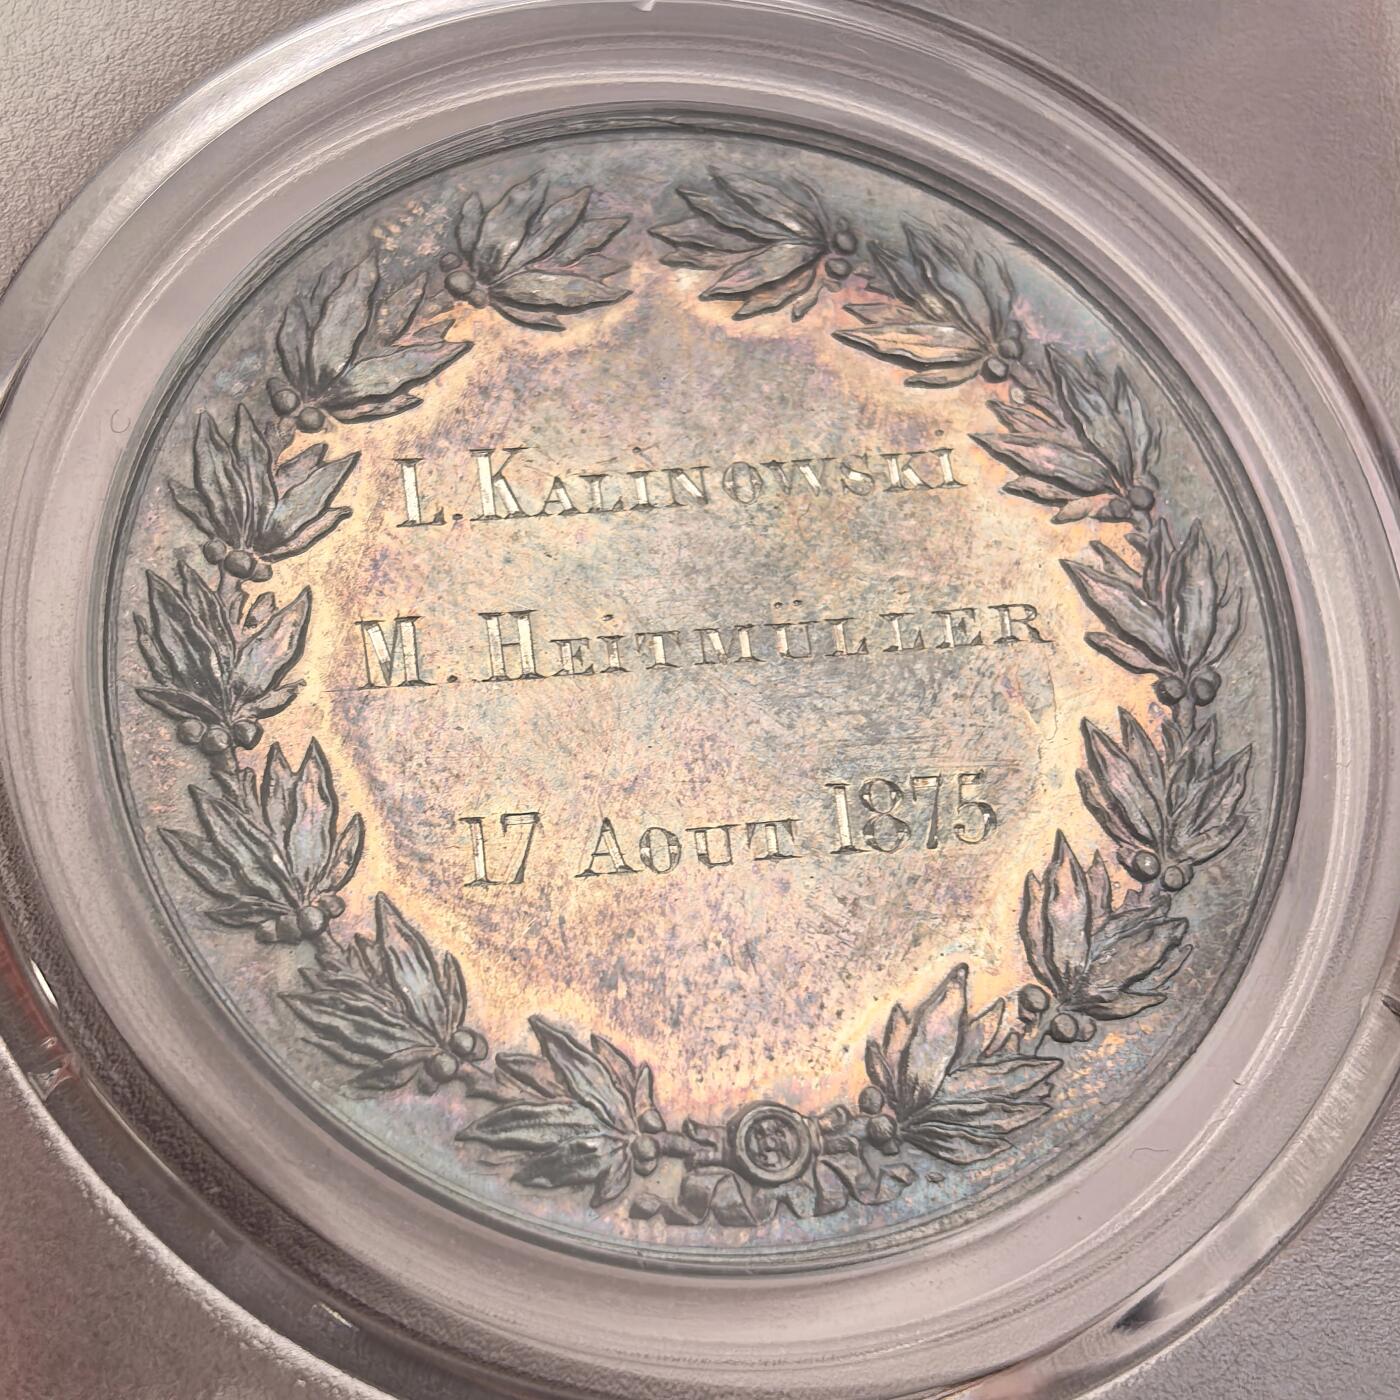 L. KALINOWSKI
M. HEITMÜLLER
17 AOUT 1875